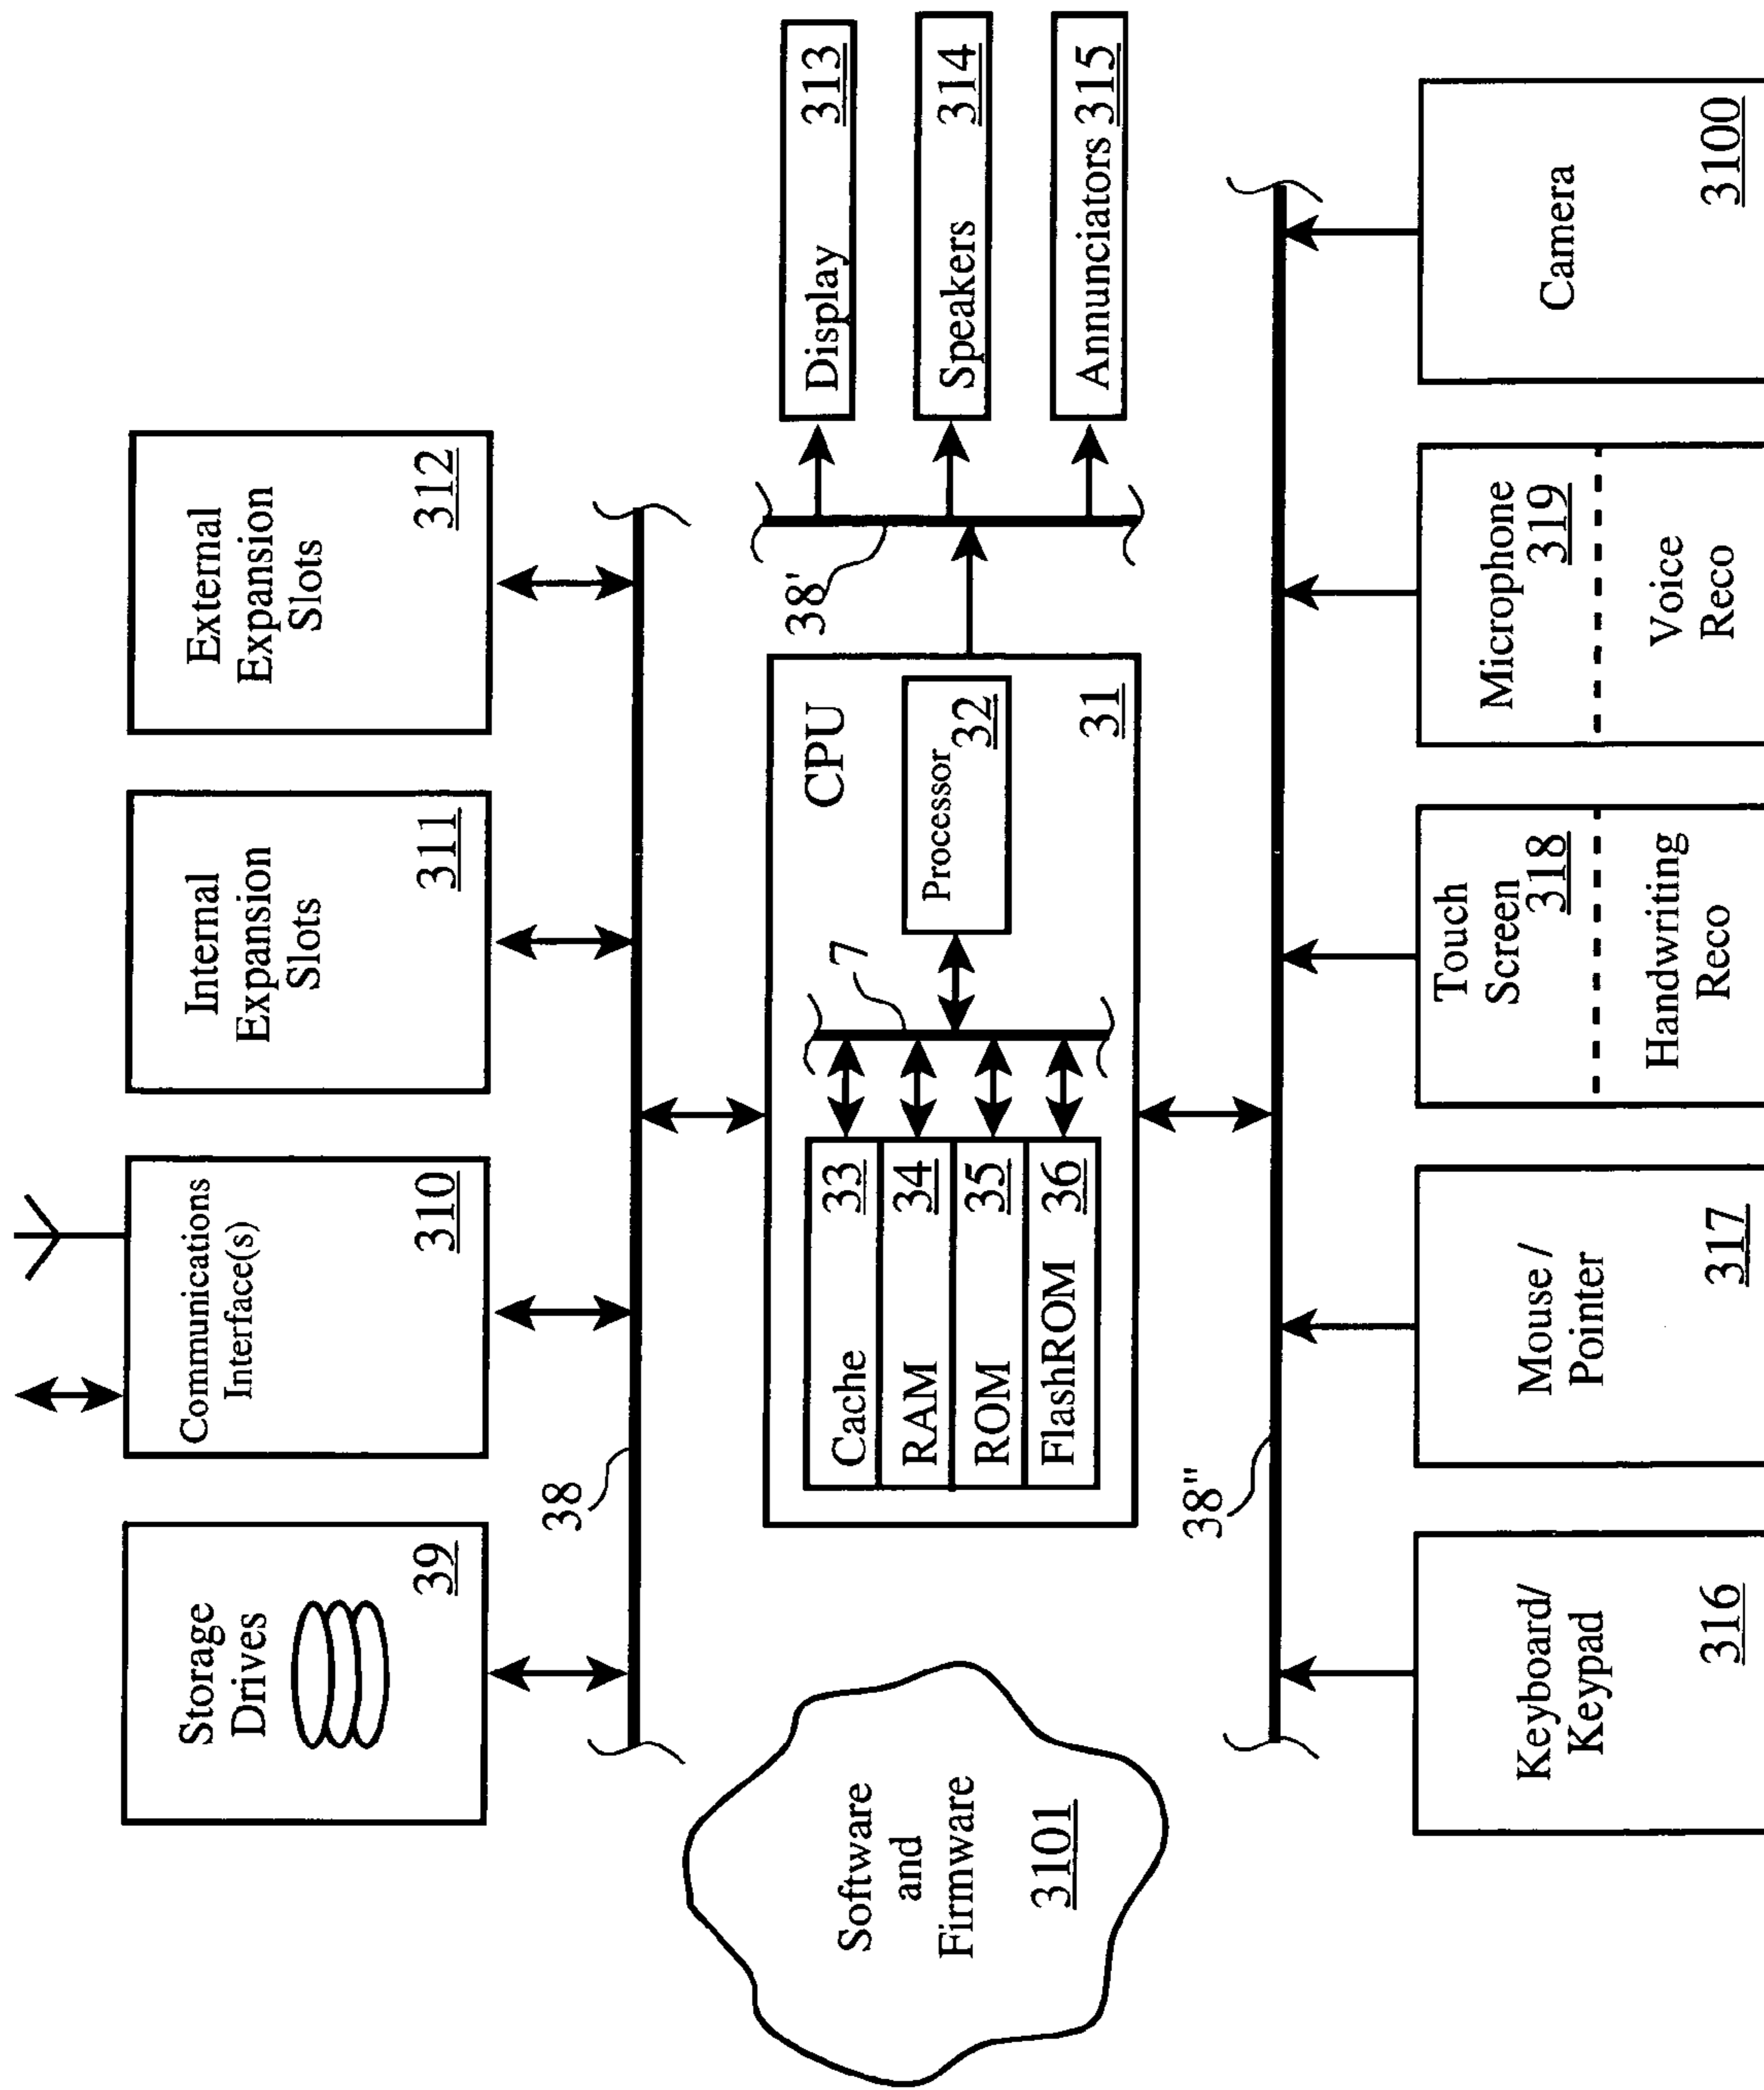 Storage
Drives
39
Communications
Interface(s)
310
Internal
Expansion
Slots
311
External
Expansion
Slots
312
38
Software
and
Firmware
3101
CPU
Cache 33
RAM 34
ROM 35
FlashROM 36
7
Processor
32
31
38'
Display 313
Speakers 314
Annunciators 315
38"
Keyboard/
Keypad
316
Mouse /
Pointer
317
Touch
Screen
318
Handwriting
Reco
Microphone
319
Voice
Reco
Camera
3100